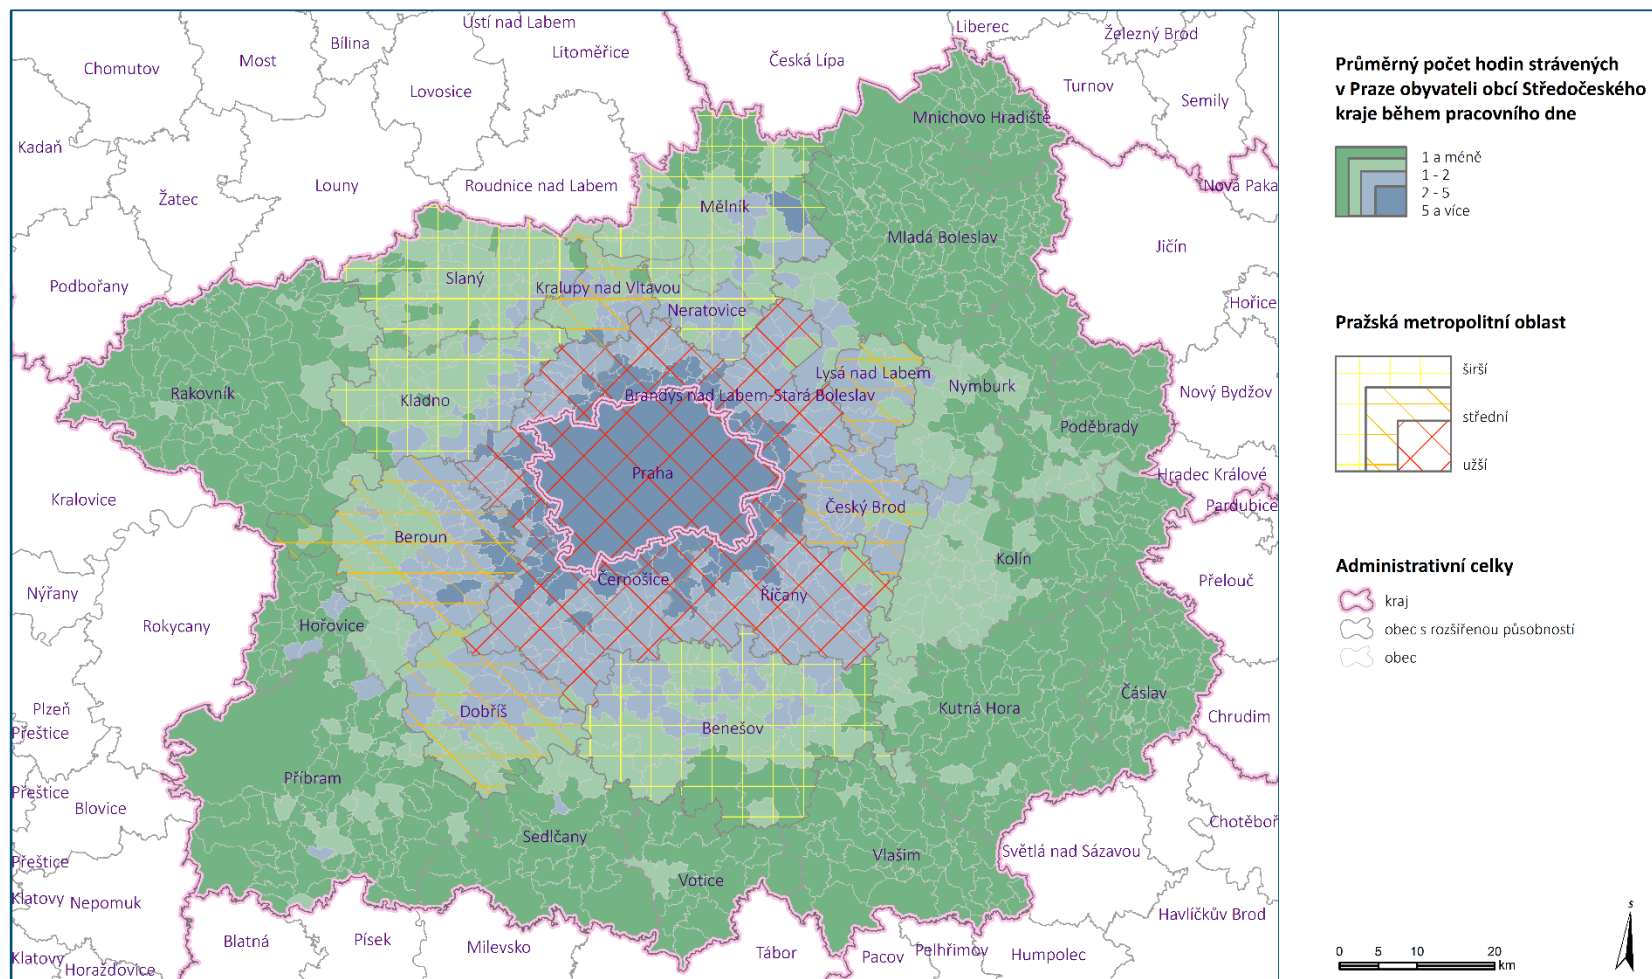 Ústí nad Labem
Liberec
Železný Brod
Bílina
Litoměřice
Most
Česká Lípa
Chomutov
Turnov
Lovosice
Semily
Mnichovo Hradiště
Kadaň
Louny
Roudnice nad Labem
Nová Paka
Žatec
Mělník
Mladá Boleslav
Jičín
Slaný
Podbořany
Kralupy nad Vltavou
Hořice
Neratovice
Lysá nad Labem
Nymburk
Rakovník
Kladno
Brandýs nad Labem-Stará Boleslav
Nový Bydžov
Poděbrady
Praha
Hradec Králové
Kralovice
Český Brod
Pardubice
Beroun
Kolín
Černošice
Přelouč
Nýřany
Říčany
Rokycany
Hořovice
Čáslav
Plzeň
Dobříš
Kutná Hora
Chrudim
Přeštice
Benešov
Příbram
Přeštice
Blovice
Chotěboř
Sedlčany
Světlá nad Sázavou
Přeštice
Vlašim
Votice
Klatovy
Nepomuk
Havlíčkův Brod
Blatná
Písek
Milevsko
Tábor
Pacov
Pelhřimov
Humpolec
Klatovy
Horažďovice
Průměrný počet hodin strávených
v Praze obyvateli obcí Středočeského
kraje během pracovního dne
1 a méně
1 - 2
2 - 5
5 a více
Pražská metropolitní oblast
širší
střední
užší
Administrativní celky
kraj
obec s rozšířenou působností
obec
s
0 5 10 20
km